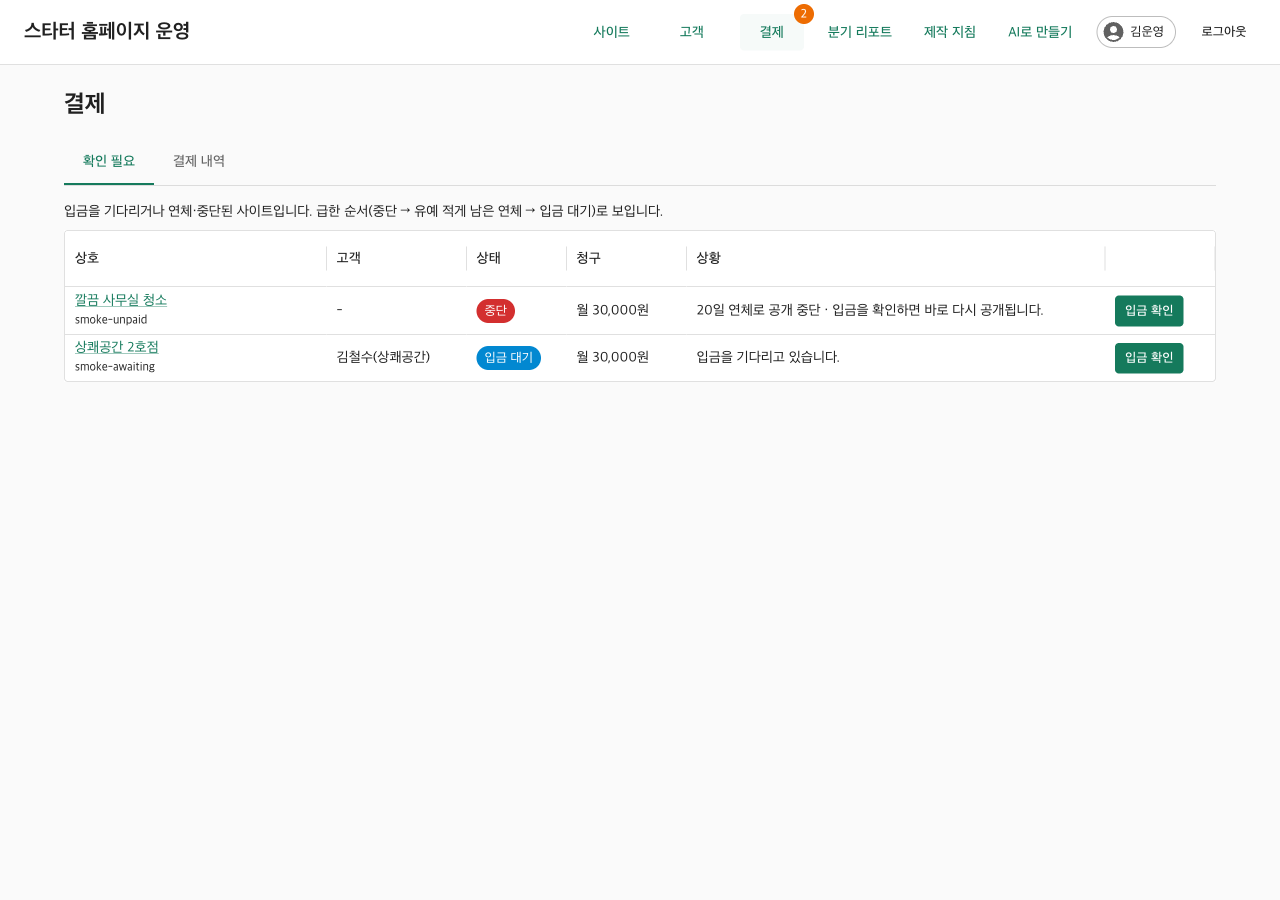 스타터 홈페이지 운영
사이트
고객
결제
2
분기 리포트
제작 지침
AI로 만들기
김운영
로그아웃
결제
확인 필요
결제 내역
입금을 기다리거나 연체·중단된 사이트입니다. 급한 순서(중단 → 유예 적게 남은 연체 → 입금 대기)로 보입니다.
상호 고객 상태 청구 상황
깔끔 사무실 청소
smoke-unpaid
- 중단 월 30,000원 20일 연체로 공개 중단 · 입금을 확인하면 바로 다시 공개됩니다. 입금 확인
상쾌공간 2호점
smoke-awaiting
김철수(상쾌공간) 입금 대기 월 30,000원 입금을 기다리고 있습니다. 입금 확인